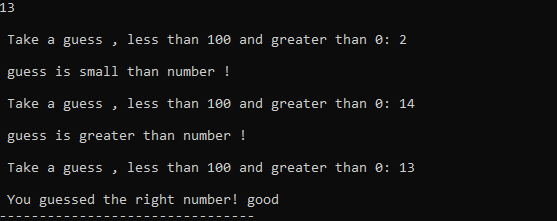 13
Take a guess , less than 100 and greater than 0: 2
guess is small than number !
Take a guess , less than 100 and greater than 0: 14
guess is greater than number !
Take a guess , less than 100 and greater than 0: 13
You guessed the right number! good
--------------------------------